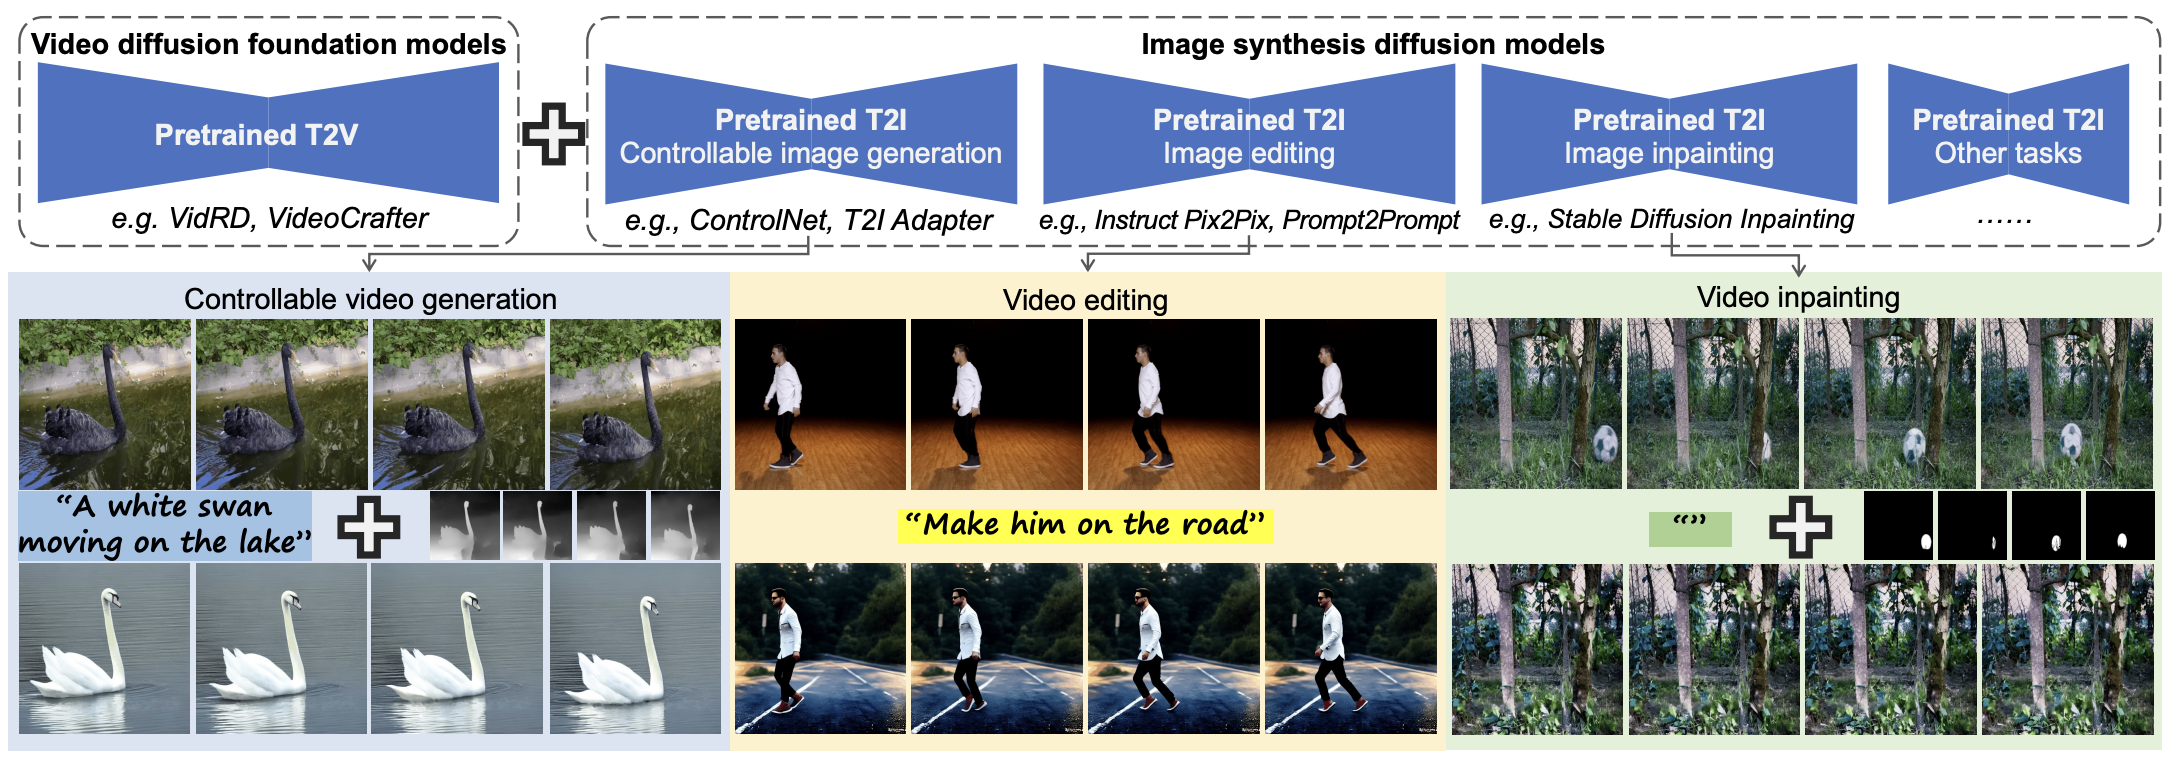 Video diffusion foundation models
Pretrained T2V
e.g. VidRD, VideoCrafter
Image synthesis diffusion models
Pretrained T2I
Controllable image generation
e.g., ControlNet, T2I Adapter
Pretrained T2I
Image editing
e.g., Instruct Pix2Pix, Prompt2Prompt
Pretrained T2I
Image inpainting
e.g., Stable Diffusion Inpainting
Pretrained T2I
Other tasks
......
Controllable video generation
“A white swan
moving on the lake”
Video editing
“Make him on the road”
Video inpainting
“”